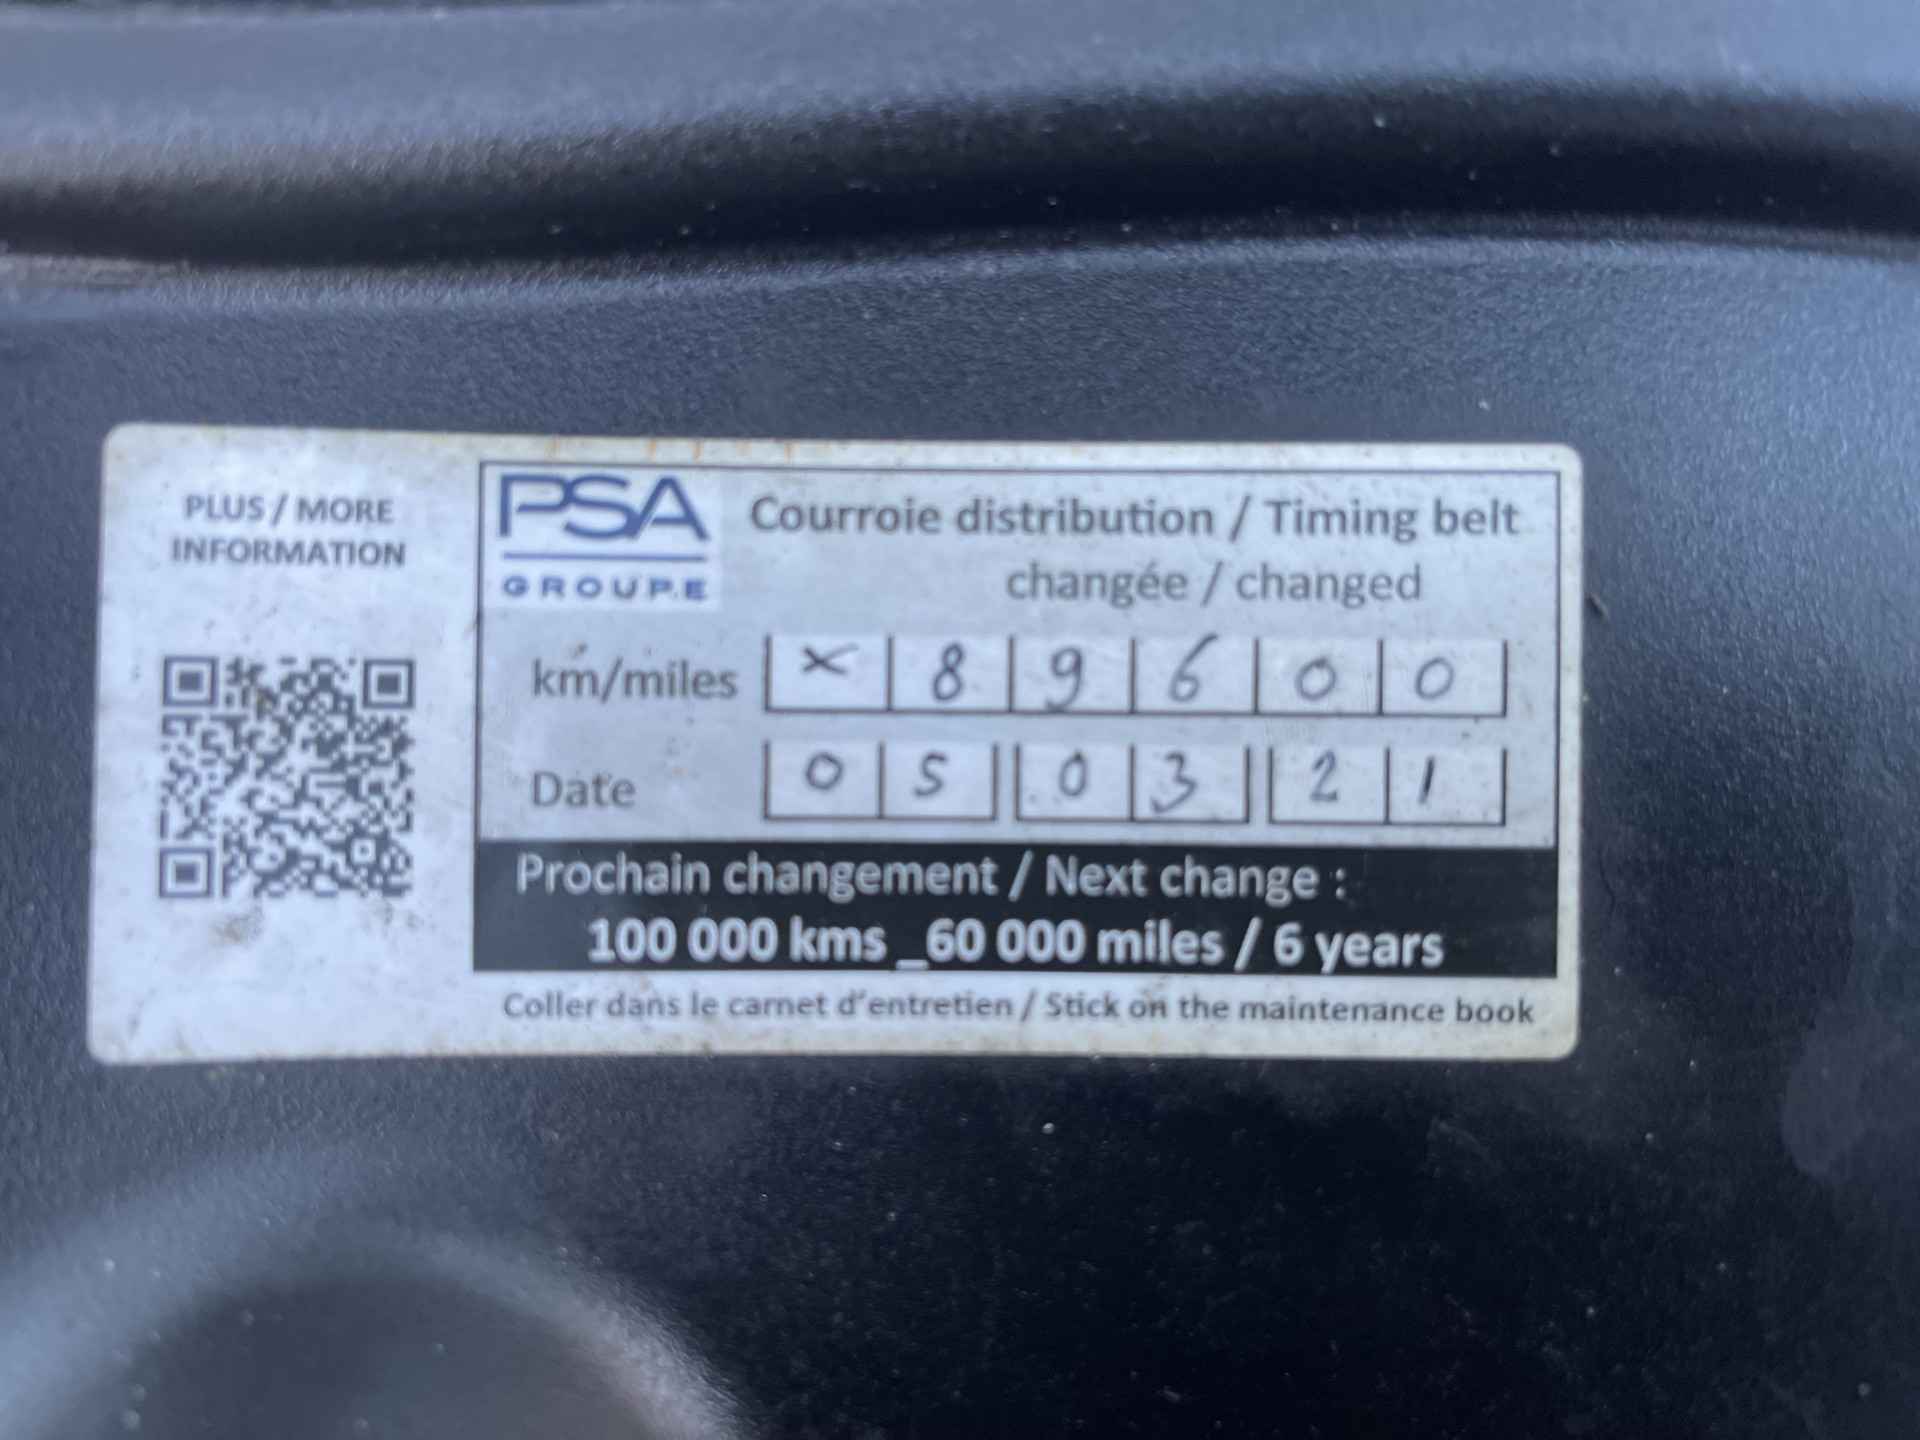 PLUS / MORE
INFORMATION
PSA
GROUPE
Courroie distribution / Timing belt
changée / changed
km/miles × 8 9 6 0 0
Date 0 5 0 3 2 1
Prochain changement / Next change :
100 000 kms _60 000 miles / 6 years
Coller dans le carnet d'entretien / Stick on the maintenance book